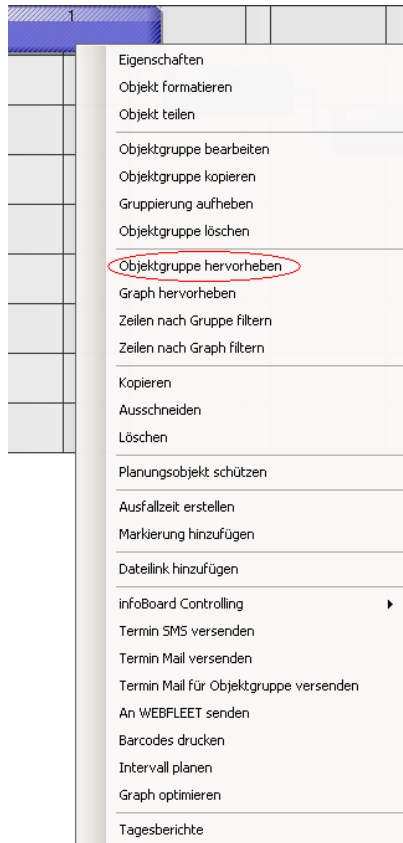 1
Eigenschaften
Objekt formatieren
Objekt teilen
Objektgruppe bearbeiten
Objektgruppe kopieren
Gruppierung aufheben
Objektgruppe löschen
Objektgruppe hervorheben
Graph hervorheben
Zeilen nach Gruppe filtern
Zeilen nach Graph filtern
Kopieren
Ausschneiden
Löschen
Planungsobjekt schützen
Ausfallzeit erstellen
Markierung hinzufügen
Dateilink hinzufügen
infoBoard Controlling
Termin SMS versenden
Termin Mail versenden
Termin Mail für Objektgruppe versenden
An WEBFLEET senden
Barcodes drucken
Intervall planen
Graph optimieren
Tagesberichte